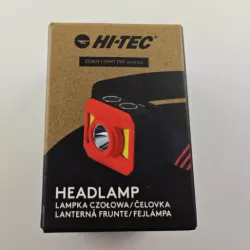 HI-TEC
HEADLAMP
LAMPKA CZOŁOWA/ČELOVKA
LANTERNĂ FRUNTE/FEJLÁMPA